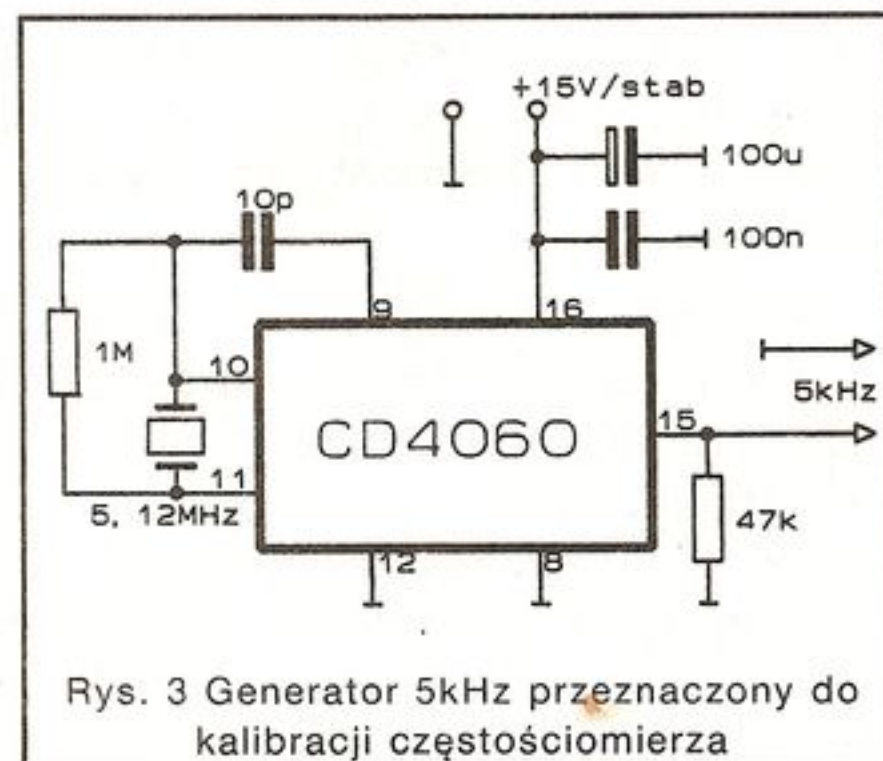 +15V/stab
100u
10p
100n
9
16
1M
10
5kHz
CD4060
15
11
5, 12MHz
47k
12
8
Rys. 3 Generator 5kHz przeznaczony do
kalibracji częstościomierza